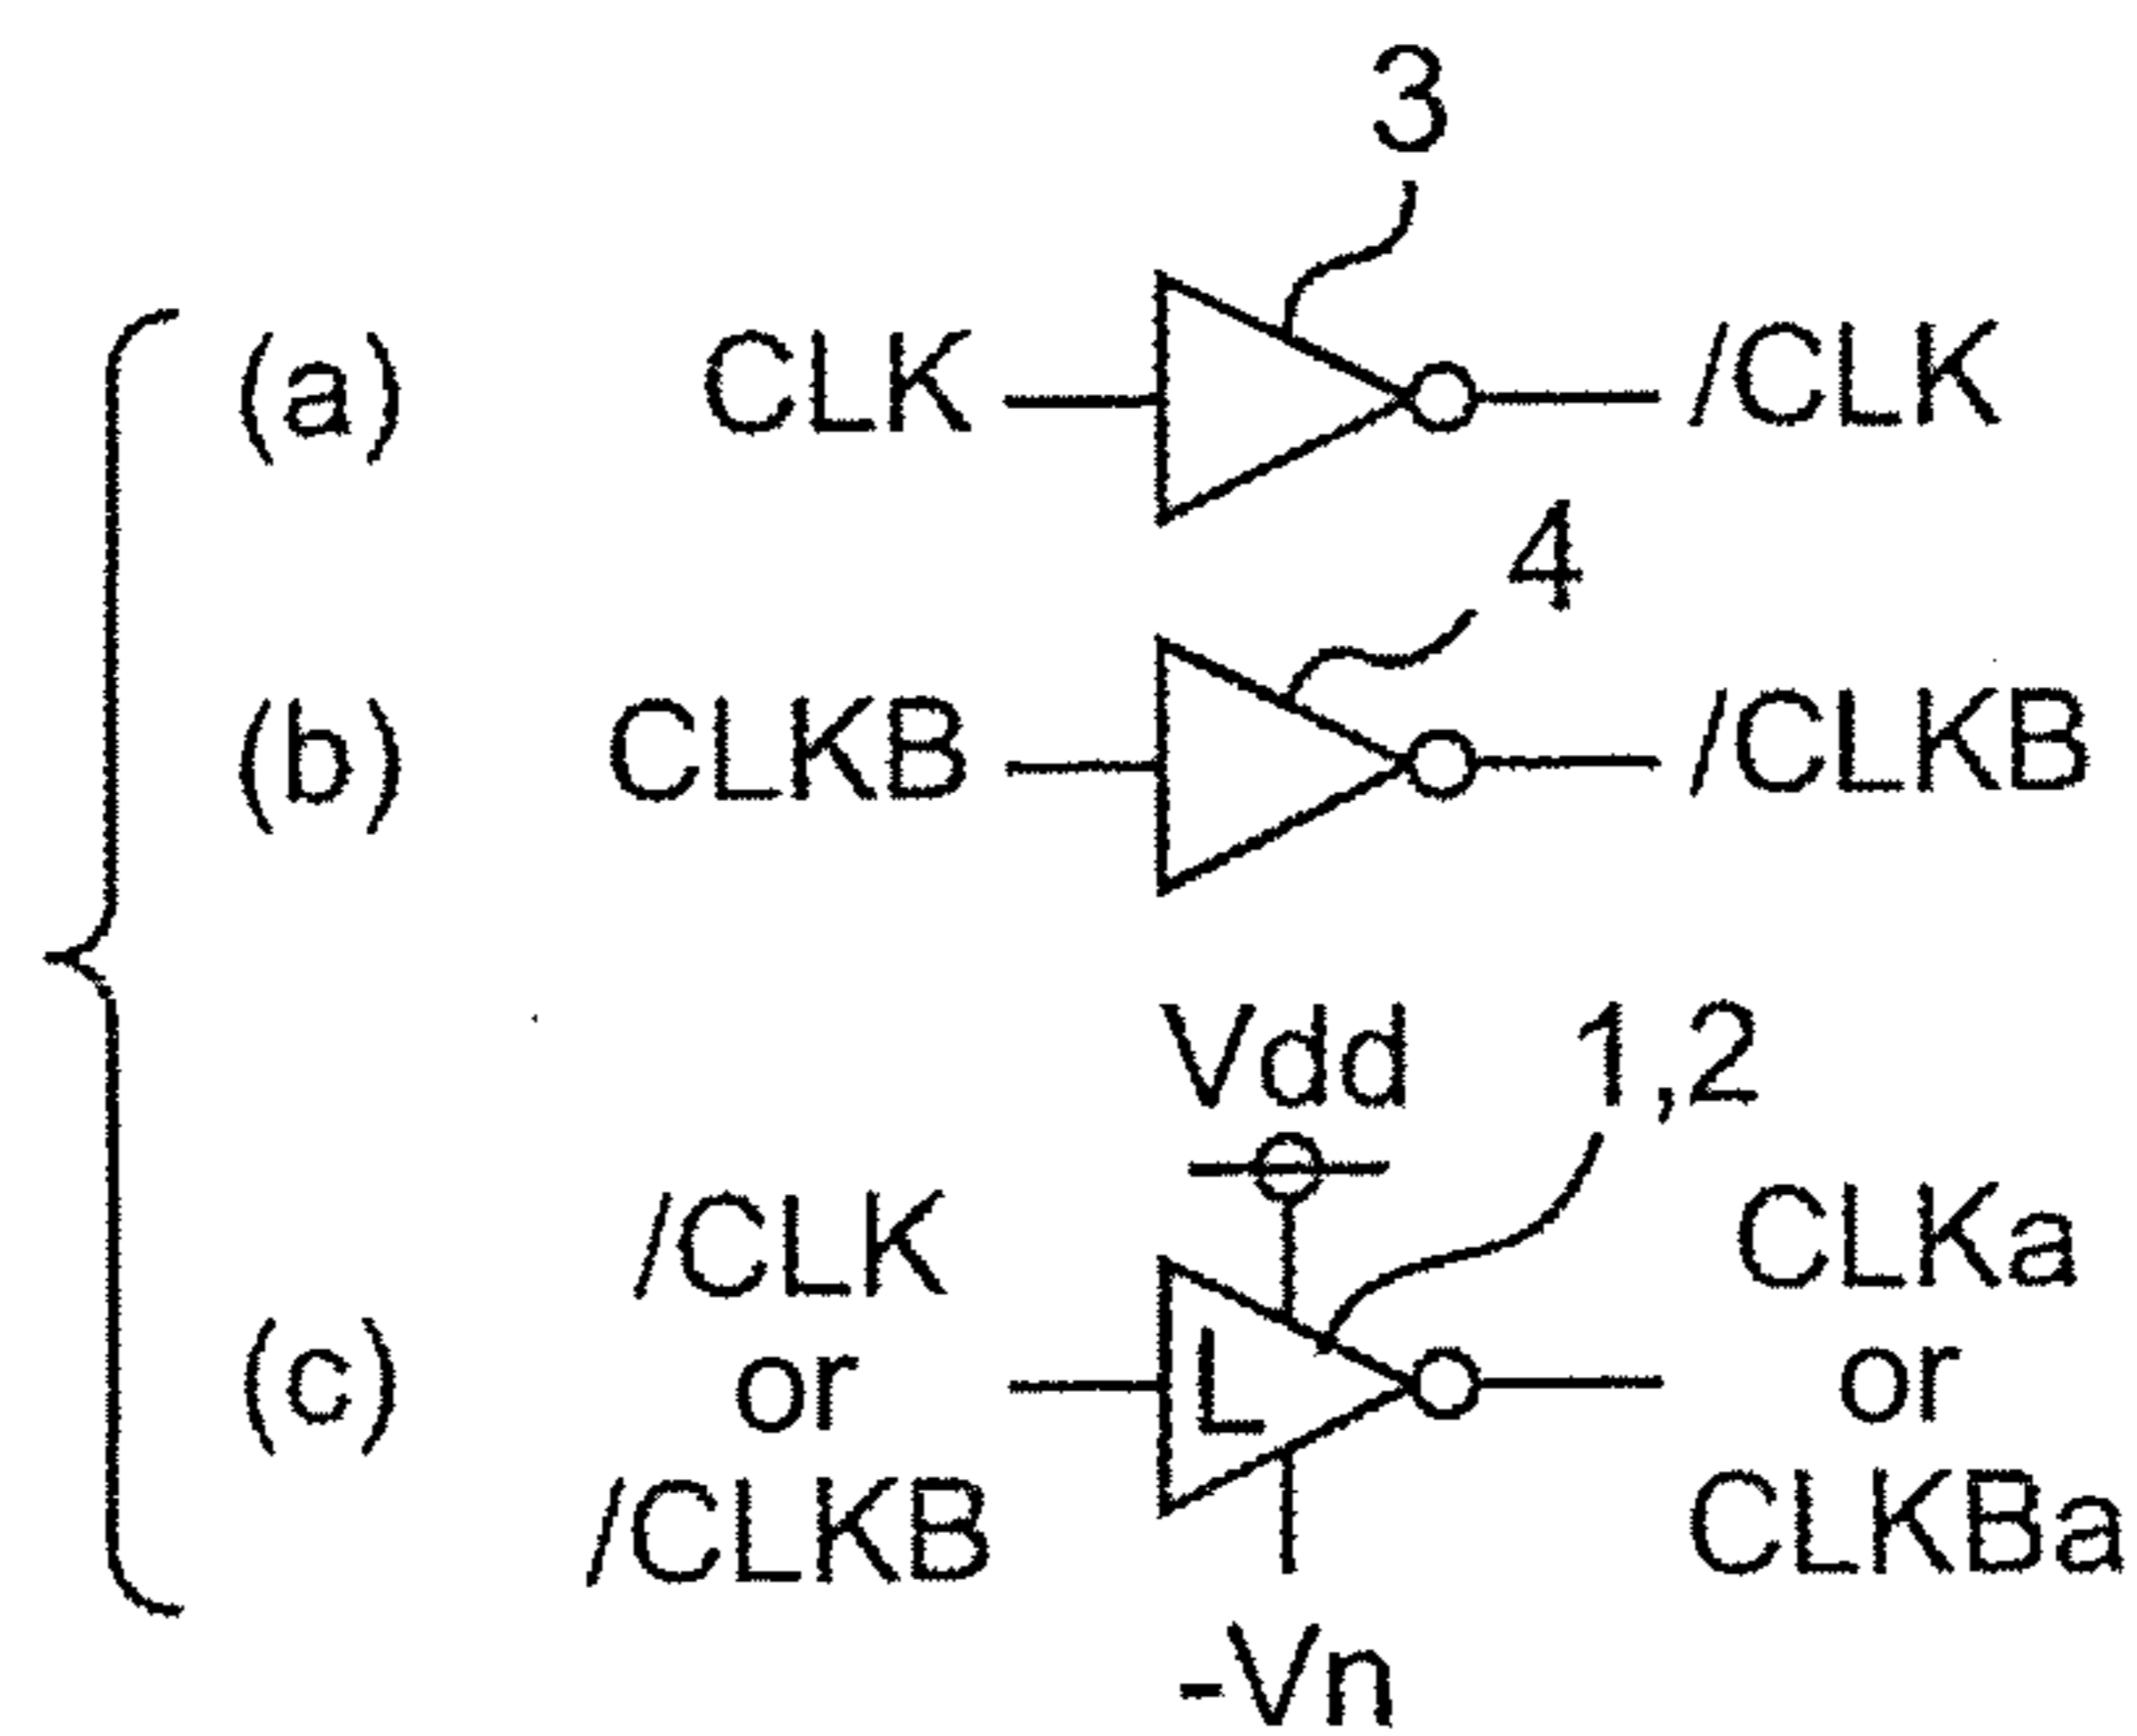 3
(a) CLK /CLK
4
(b) CLKB /CLKB
Vdd 1,2
/CLK CLKa
(c) or L or
/CLKB CLKBa
-Vn